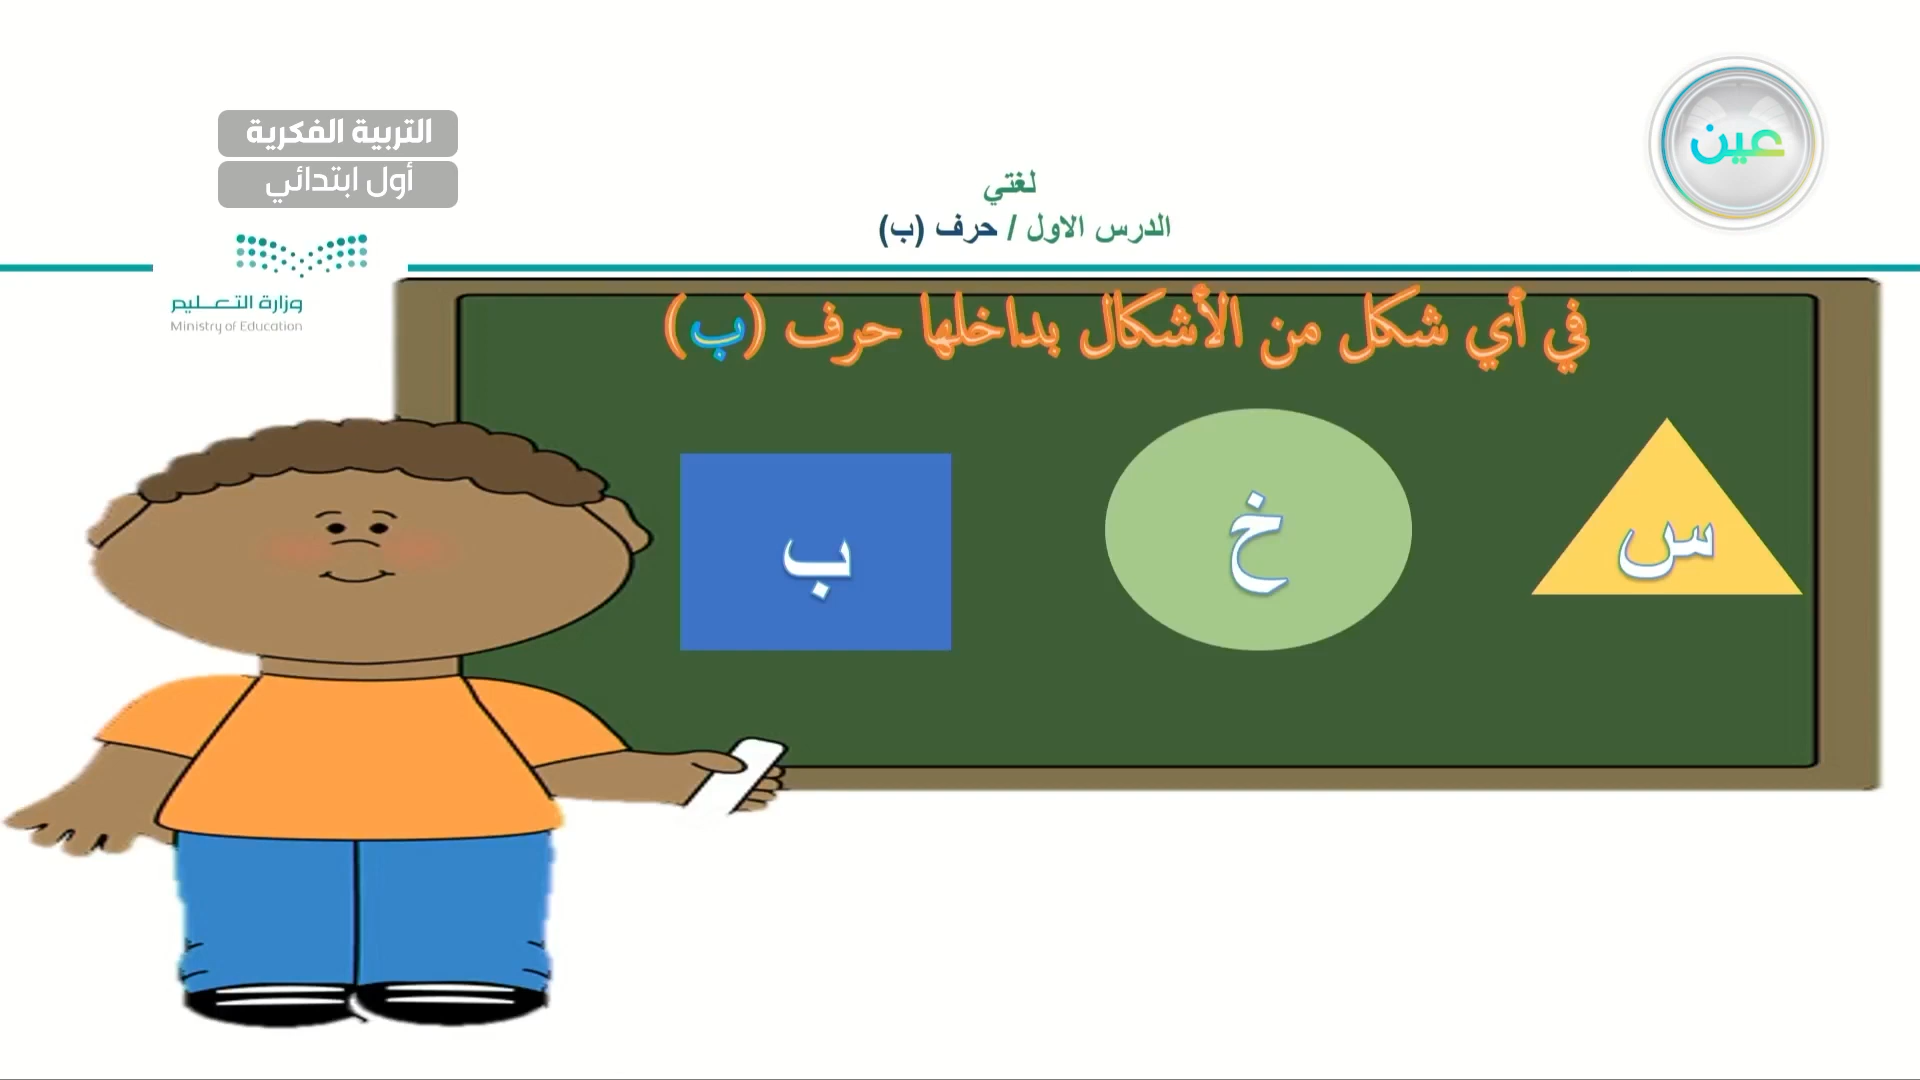 عين
التربية الفكرية
أول ابتدائي
لغتي
الدرس الاول / حرف (ب)
وزارة التعليم
Ministry of Education
في أي شكل من الأشكال بداخلها حرف (ب)
س
خ
ب